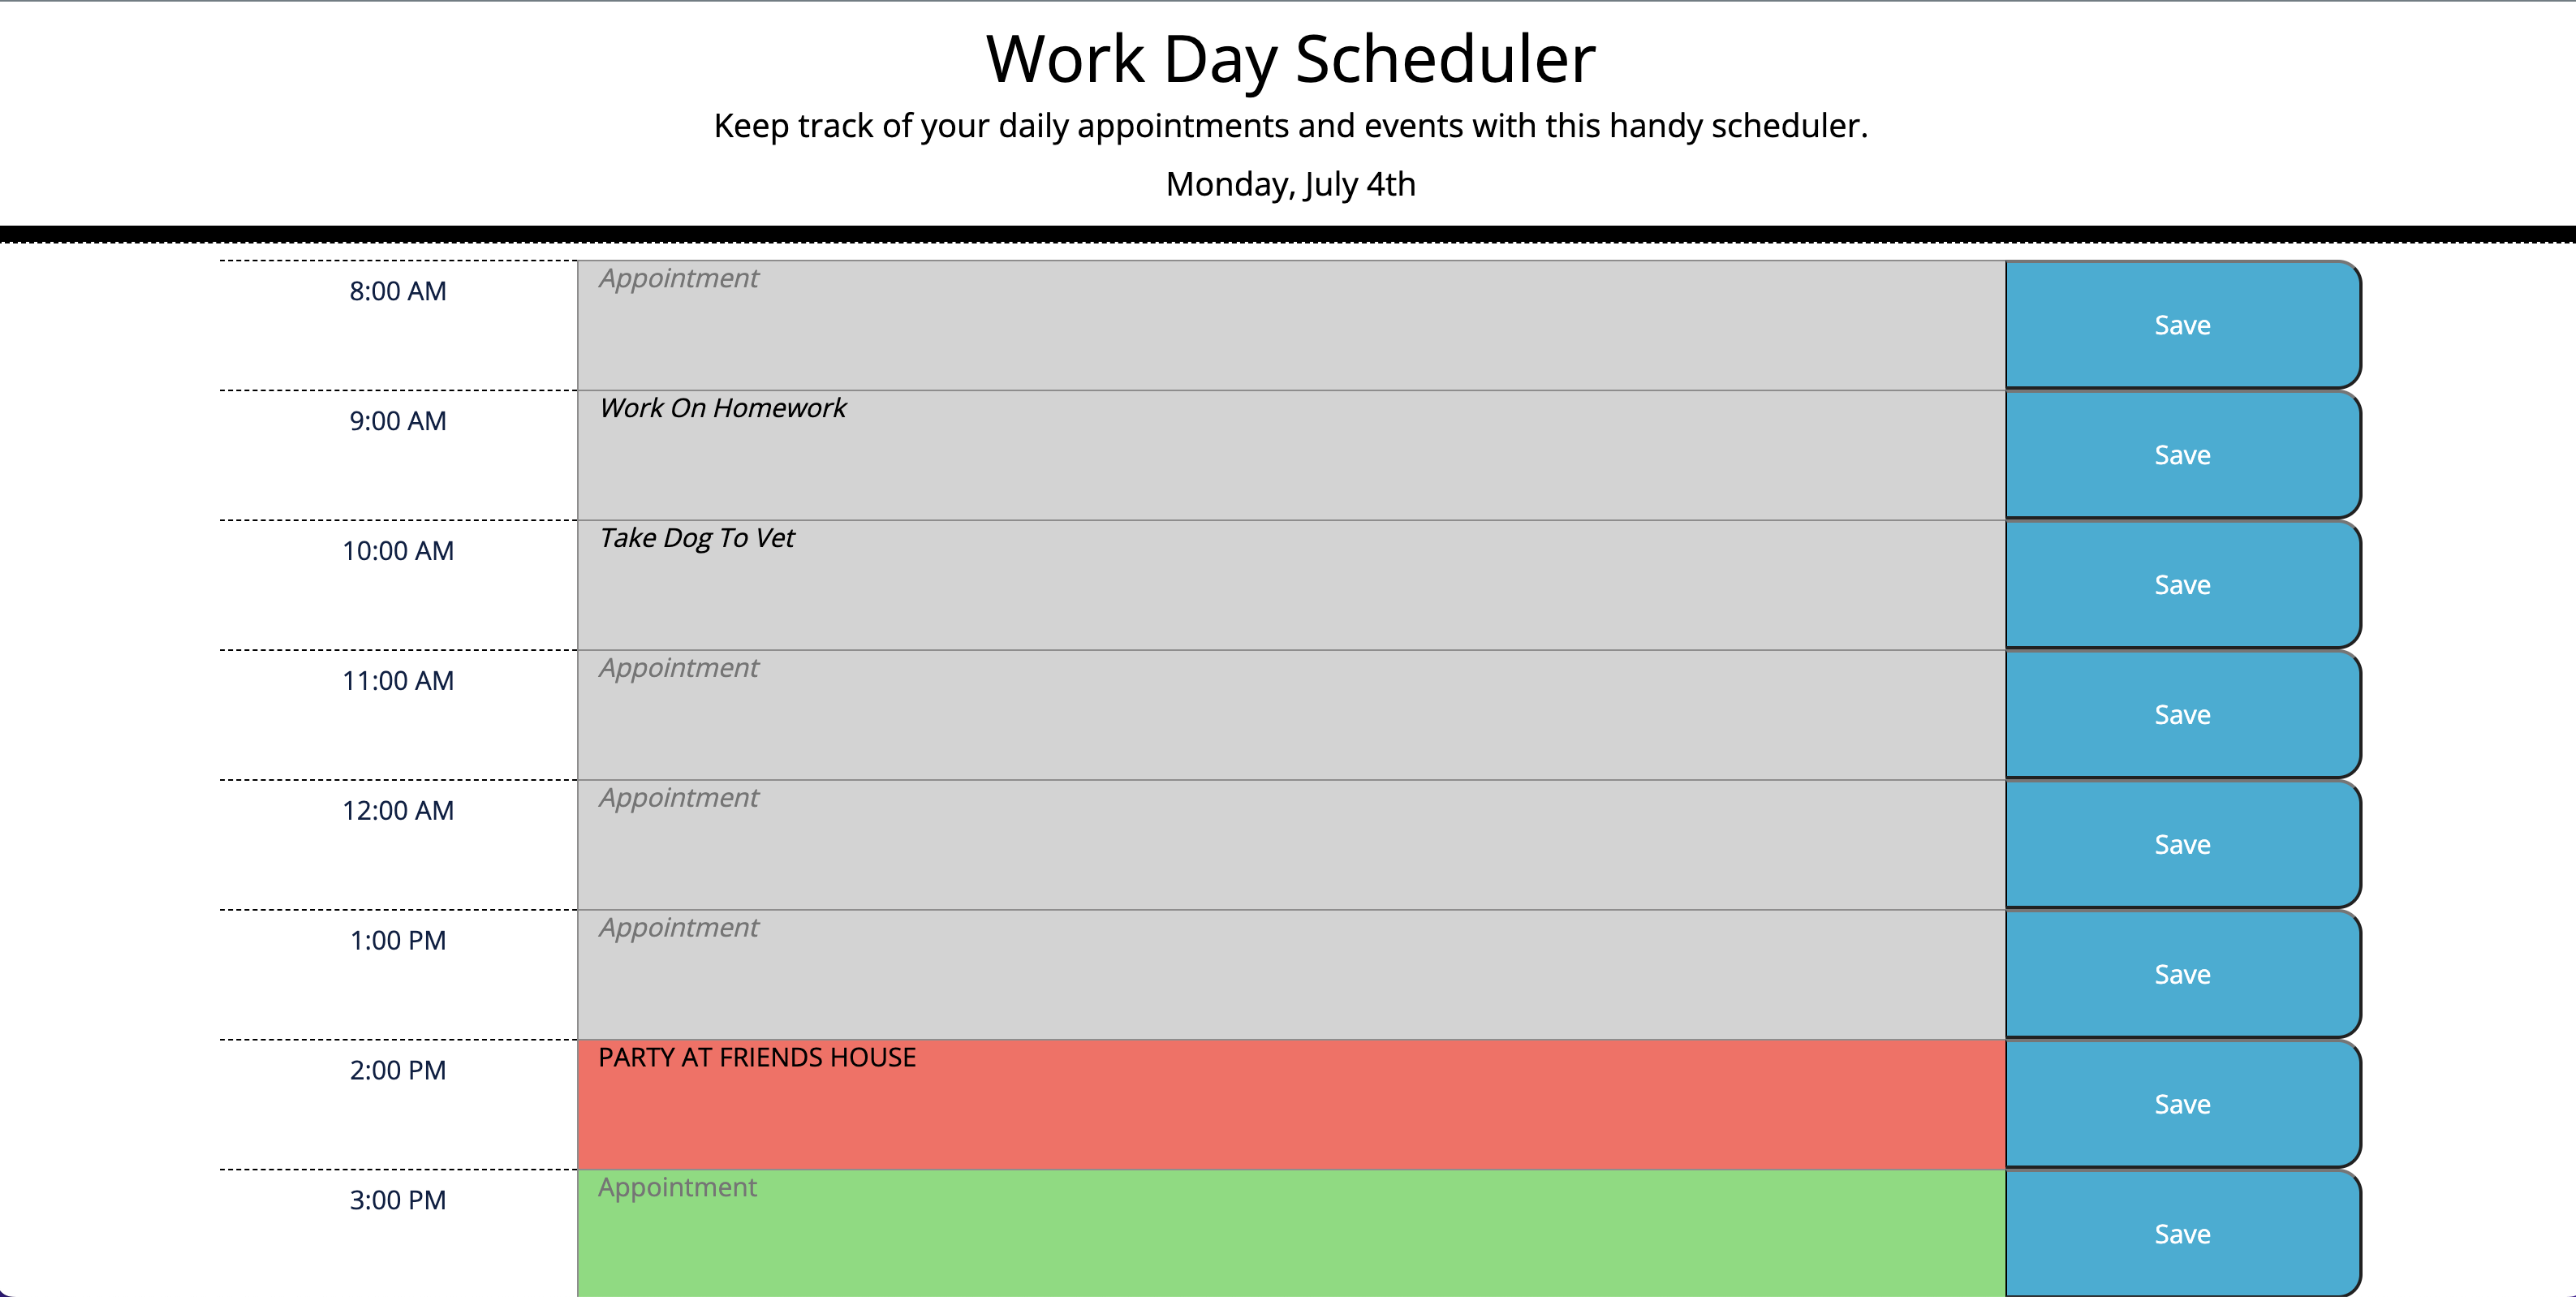 Work Day Scheduler
Keep track of your daily appointments and events with this handy scheduler.
Monday, July 4th
8:00 AM Appointment Save
9:00 AM Work On Homework Save
10:00 AM Take Dog To Vet Save
11:00 AM Appointment Save
12:00 AM Appointment Save
1:00 PM Appointment Save
2:00 PM PARTY AT FRIENDS HOUSE Save
3:00 PM Appointment Save